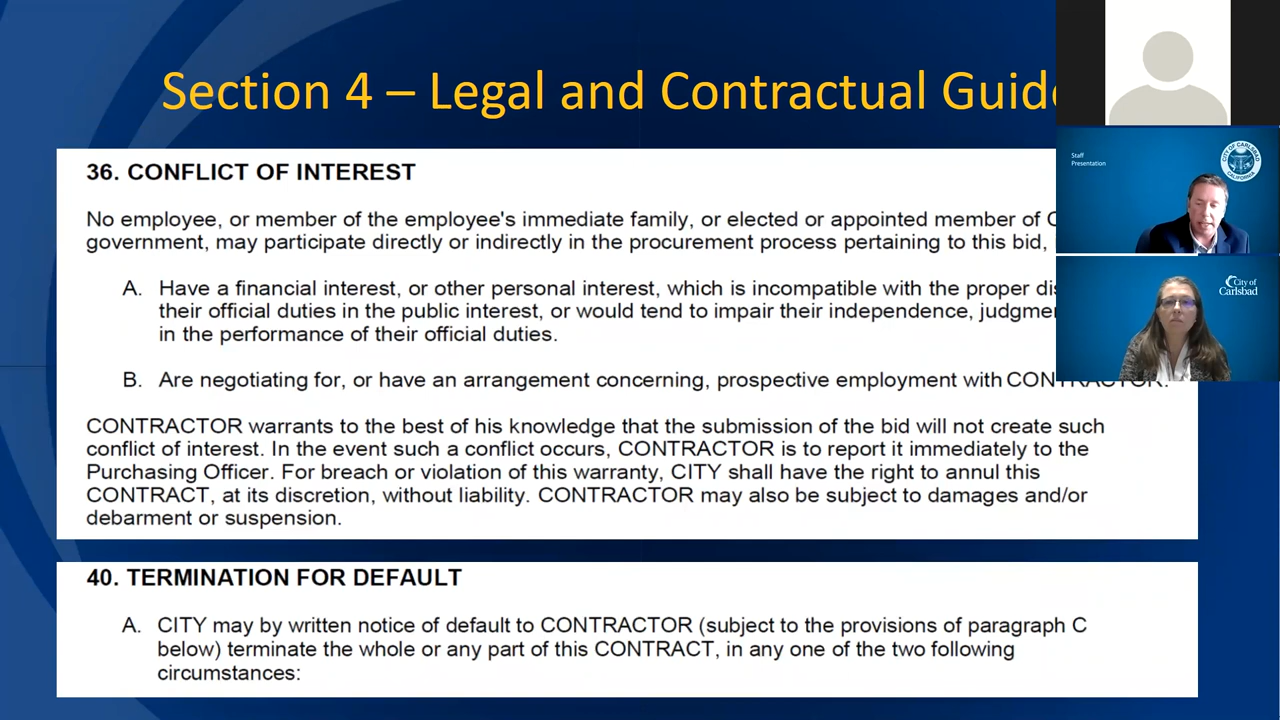 Section 4 – Legal and Contractual Guid
36. CONFLICT OF INTEREST
No employee, or member of the employee's immediate family, or elected or appointed member of
government, may participate directly or indirectly in the procurement process pertaining to this bid,
A. Have a financial interest, or other personal interest, which is incompatible with the proper
their official duties in the public interest, or would tend to impair their independence,
in the performance of their official duties.
B. Are negotiating for, or have an arrangement concerning, prospective employment with CONTRACTOR.
CONTRACTOR warrants to the best of his knowledge that the submission of the bid will not create such
conflict of interest. In the event such a conflict occurs, CONTRACTOR is to report it immediately to the
Purchasing Officer. For breach or violation of this warranty, CITY shall have the right to annul this
CONTRACT, at its discretion, without liability. CONTRACTOR may also be subject to damages and/or
debarment or suspension.
40. TERMINATION FOR DEFAULT
A. CITY may by written notice of default to CONTRACTOR (subject to the provisions of paragraph C
below) terminate the whole or any part of this CONTRACT, in any one of the two following
circumstances:
Staff
Presentation
CITY OF CARLSBAD
CALIFORNIA
City of
Carlsbad